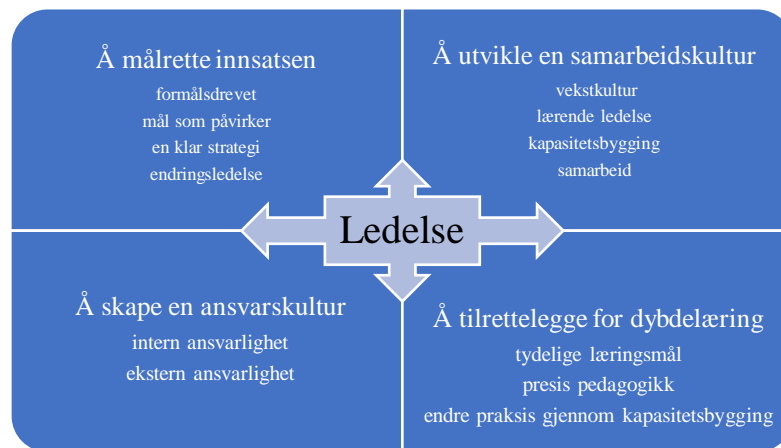 Å målrette innsatsen
formålsdrevet
mål som påvirker
en klar strategi
endringsledelse
Å utvikle en samarbeidskultur
vekstkultur
lærende ledelse
kapasitetsbygging
samarbeid
Ledelse
Å skape en ansvarskultur
intern ansvarlighet
ekstern ansvarlighet
Å tilrettelegge for dybdelæring
tydelige læringsmål
presis pedagogikk
endre praksis gjennom kapasitetsbygging